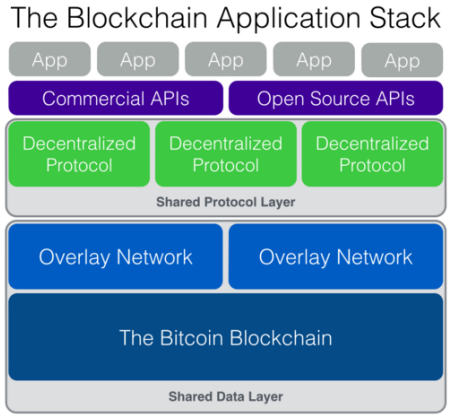 The Blockchain Application Stack
App App App App App
Commercial APIs Open Source APIs
Decentralized Decentralized Decentralized
Protocol Protocol Protocol
Shared Protocol Layer
Overlay Network Overlay Network
The Bitcoin Blockchain
Shared Data Layer